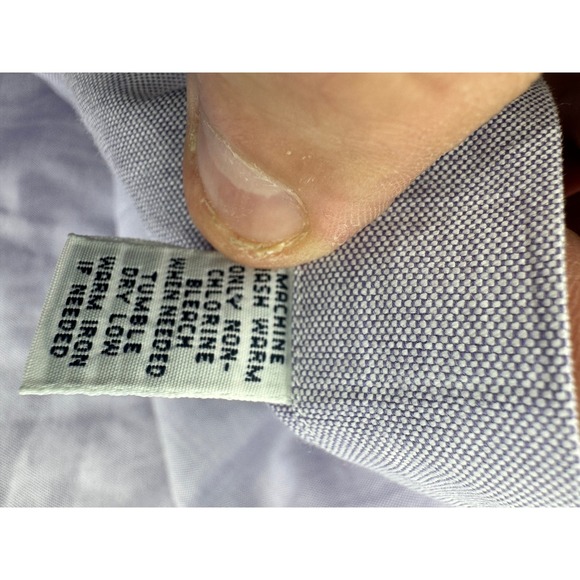 MACHINE
WASH WARM
ONLY NON-
CHLORINE
BLEACH
WHEN NEEDED
TUMBLE
DRY LOW
WARM IRON
IF NEEDED